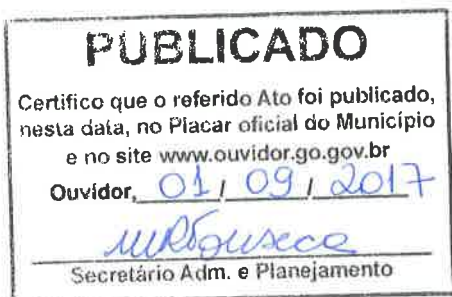 PUBLICADO
Certifico que o referido Ato foi publicado,
nesta data, no Placar oficial do Município
e no site www.ouvidor.go.gov.br
Ouvidor, 01 / 09 / 2017
Secretário Adm. e Planejamento